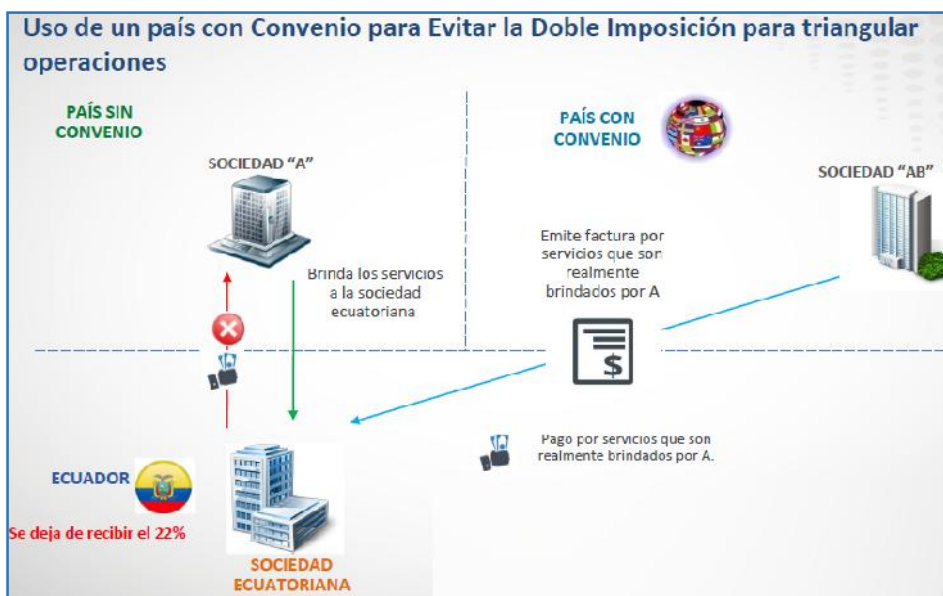 Uso de un país con Convenio para Evitar la Doble Imposición para triangular
operaciones
PAÍS SIN
CONVENIO
PAÍS CON
CONVENIO
SOCIEDAD "A"
SOCIEDAD "AB"
Brinda los servicios
a la sociedad
ecuatoriana
Emite factura por
servicios que son
realmente
brindados por A
$
Pago por servicios que son
realmente brindados por A.
ECUADOR
Se deja de recibir el 22%
SOCIEDAD
ECUATORIANA